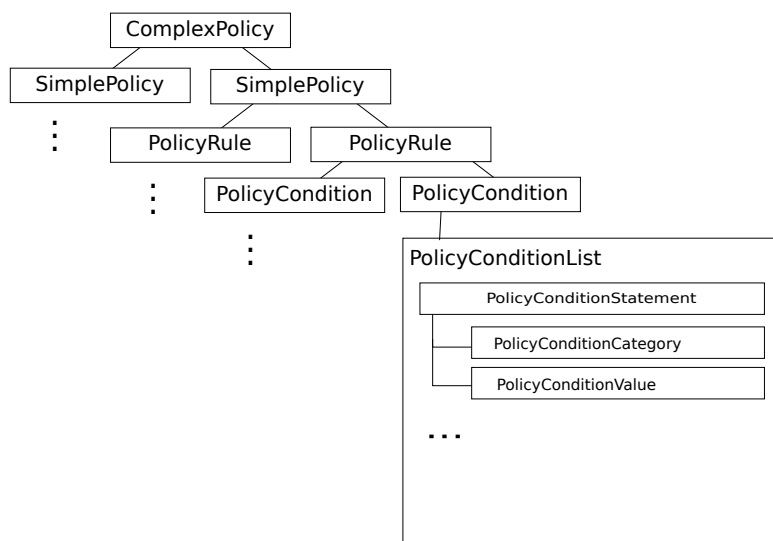 ComplexPolicy
SimplePolicy SimplePolicy
PolicyRule PolicyRule
PolicyCondition PolicyCondition
PolicyConditionList
PolicyConditionStatement
PolicyConditionCategory
PolicyConditionValue
...